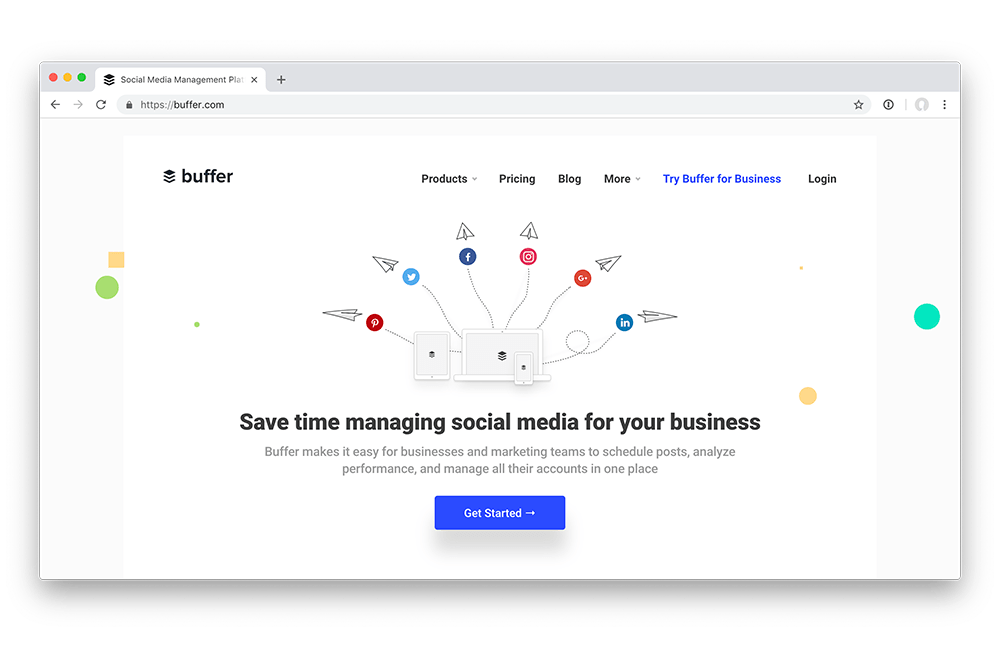 Social Media Management Plat
https://buffer.com
buffer
Products Pricing Blog More Try Buffer for Business Login
f
G+
in
Save time managing social media for your business
Buffer makes it easy for businesses and marketing teams to schedule posts, analyze
performance, and manage all their accounts in one place
Get Started →